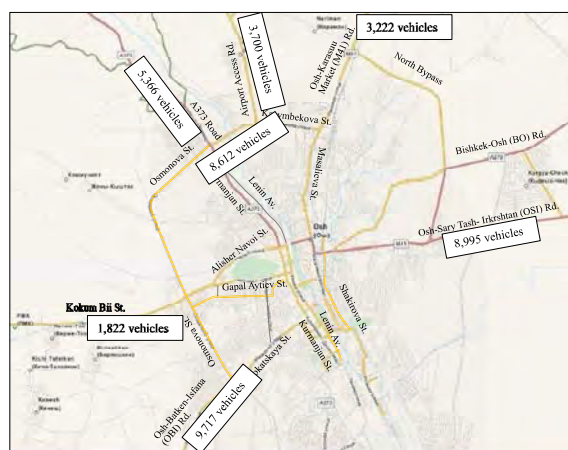 Nariman
3,222 vehicles
3,700 vehicles
Airport Access Rd.
Osh-Karasuu
Market (M41) Rd.
North Bypass
5,366 vehicles
A373 Road
8,612 vehicles
Osmonova St.
Lenin Av.
Masalieva St.
Bishkek-Osh (BO) Rd.
Osh
(Ош)
Osh-Sary Tash- Irkrshtan (OSI) Rd.
8,995 vehicles
Alisher Navoi St.
Gapal Aytiev St.
Shakirova St.
Kokum Bii St.
1,822 vehicles
Osmonova St.
Lenin Av.
Kurmanjan St.
Osh-Batken-Isfana
(OBI) Rd.
9,717 vehicles